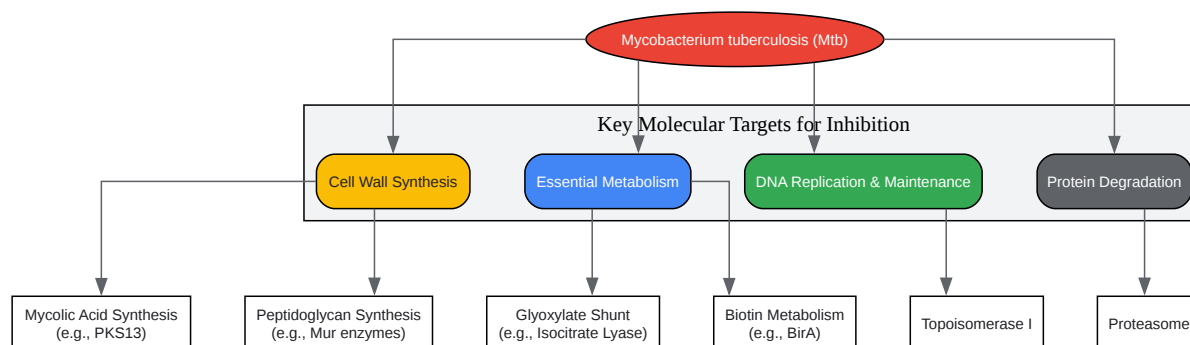 Mycobacterium tuberculosis (Mtb)
Key Molecular Targets for Inhibition
Cell Wall Synthesis
Essential Metabolism
DNA Replication & Maintenance
Protein Degradation
Mycolic Acid Synthesis
(e.g., PKS13)
Peptidoglycan Synthesis
(e.g., Mur enzymes)
Glyoxylate Shunt
(e.g., Isocitrate Lyase)
Biotin Metabolism
(e.g., BirA)
Topoisomerase I
Proteasome